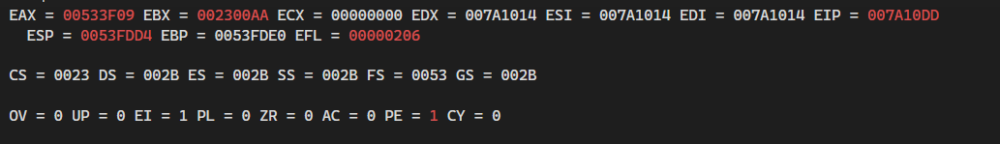 EAX = 00533F09 EBX = 002300AA ECX = 00000000 EDX = 007A1014 ESI = 007A1014 EDI = 007A1014 EIP = 007A10DD
ESP = 0053FDD4 EBP = 0053FDE0 EFL = 00000206
CS = 0023 DS = 002B ES = 002B SS = 002B FS = 0053 GS = 002B
OV = 0 UP = 0 EI = 1 PL = 0 ZR = 0 AC = 0 PE = 1 CY = 0